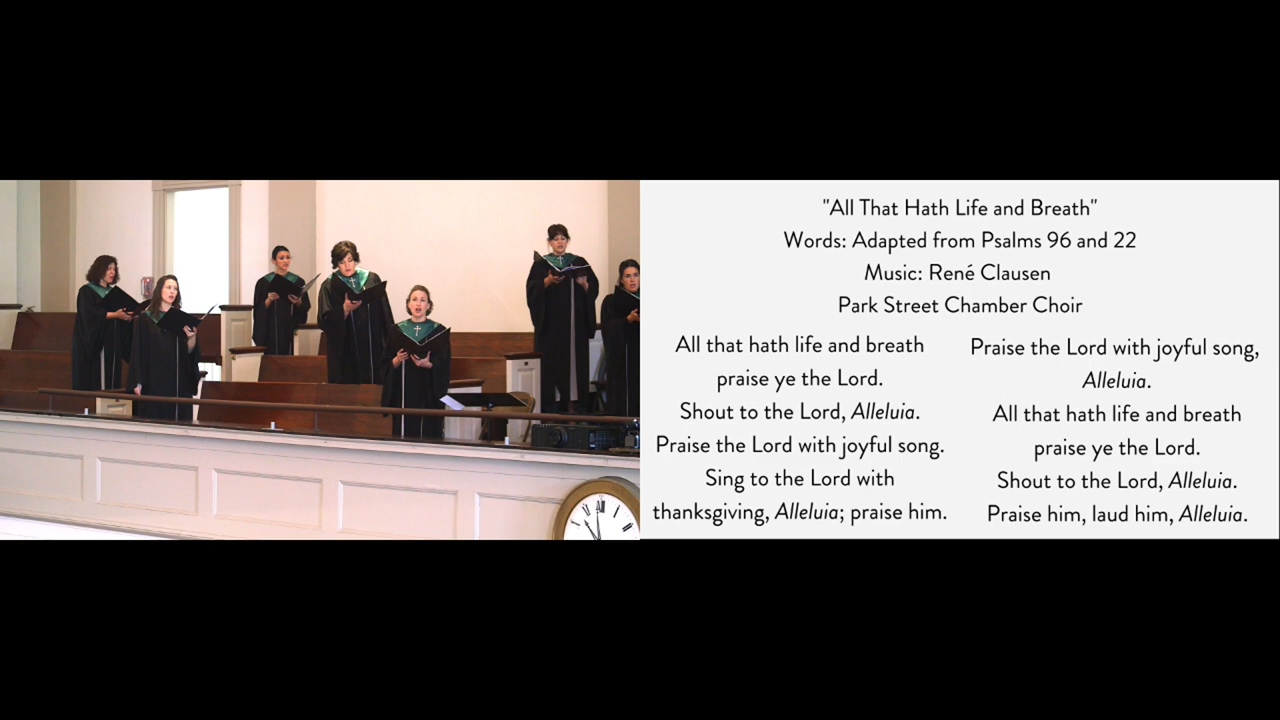 "All That Hath Life and Breath"
Words: Adapted from Psalms 96 and 22
Music: René Clausen
Park Street Chamber Choir
All that hath life and breath
praise ye the Lord.
Shout to the Lord, Alleluia.
Praise the Lord with joyful song.
Sing to the Lord with
thanksgiving, Alleluia; praise him.
Praise the Lord with joyful song,
Alleluia.
All that hath life and breath
praise ye the Lord.
Shout to the Lord, Alleluia.
Praise him, laud him, Alleluia.